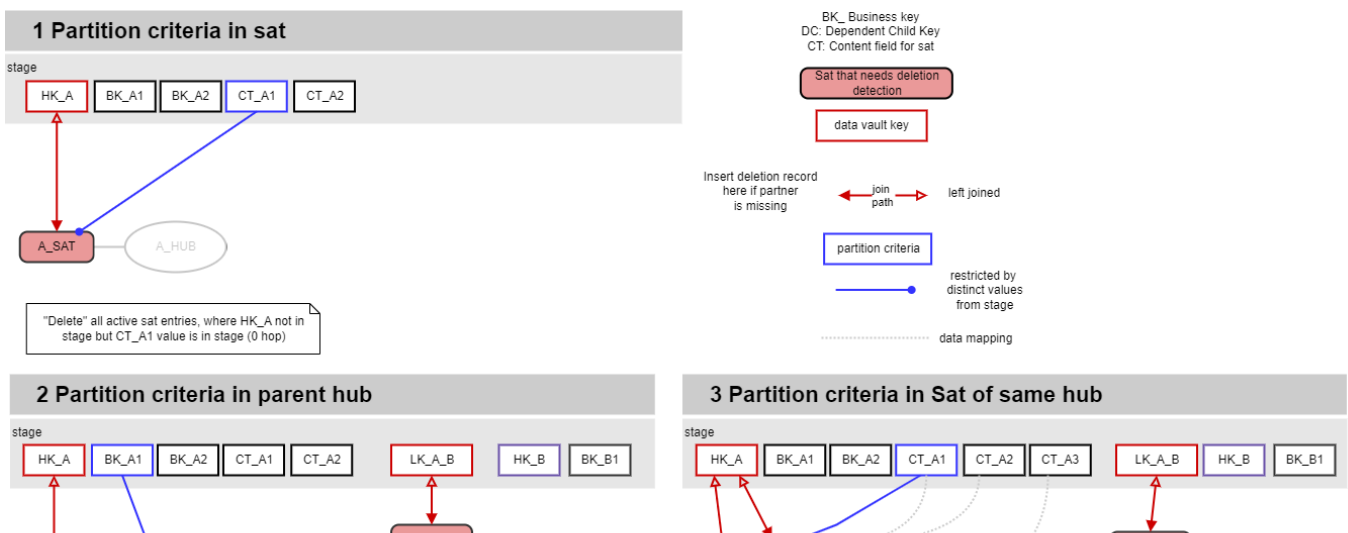 1 Partition criteria in sat
stage
HK_A
BK_A1
BK_A2
CT_A1
CT_A2
A_SAT
A_HUB
"Delete" all active sat entries, where HK_A not in
stage but CT_A1 value is in stage (0 hop)
BK_ Business key
DC: Dependent Child Key
CT: Content field for sat
Sat that needs deletion
detection
data vault key
Insert deletion record
here if partner
is missing
join
path
left joined
partition criteria
restricted by
distinct values
from stage
data mapping
2 Partition criteria in parent hub
stage
HK_A
BK_A1
BK_A2
CT_A1
CT_A2
LK_A_B
HK_B
BK_B1
3 Partition criteria in Sat of same hub
stage
HK_A
BK_A1
BK_A2
CT_A1
CT_A2
CT_A3
LK_A_B
HK_B
BK_B1